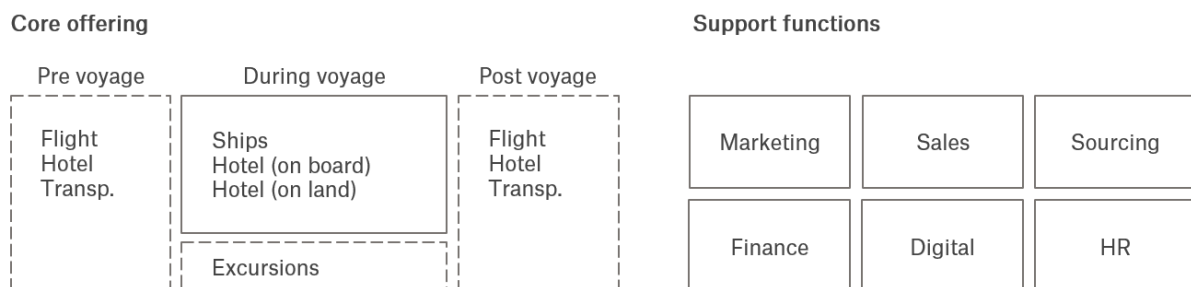 Core offering
Pre voyage
During voyage
Post voyage
Flight
Hotel
Transp.
Ships
Hotel (on board)
Hotel (on land)
Excursions
Flight
Hotel
Transp.
Support functions
Marketing
Sales
Sourcing
Finance
Digital
HR